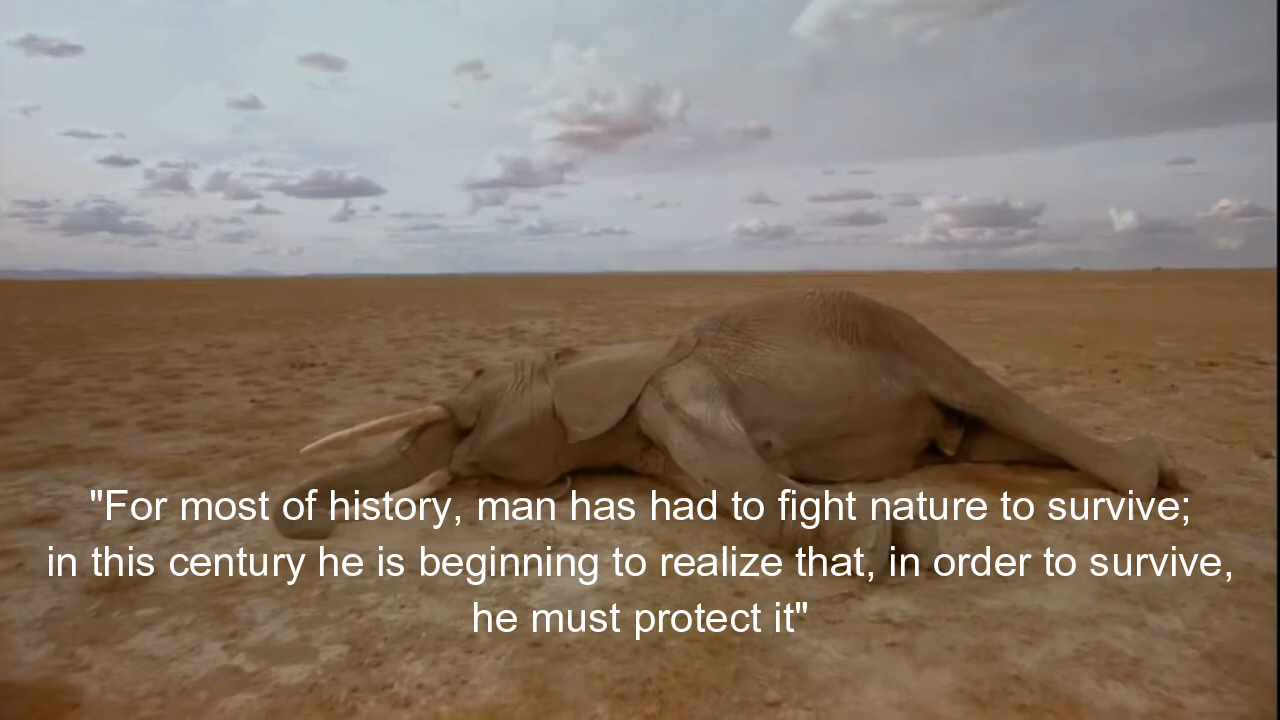 "For most of history, man has had to fight nature to survive;
in this century he is beginning to realize that, in order to survive,
he must protect it"